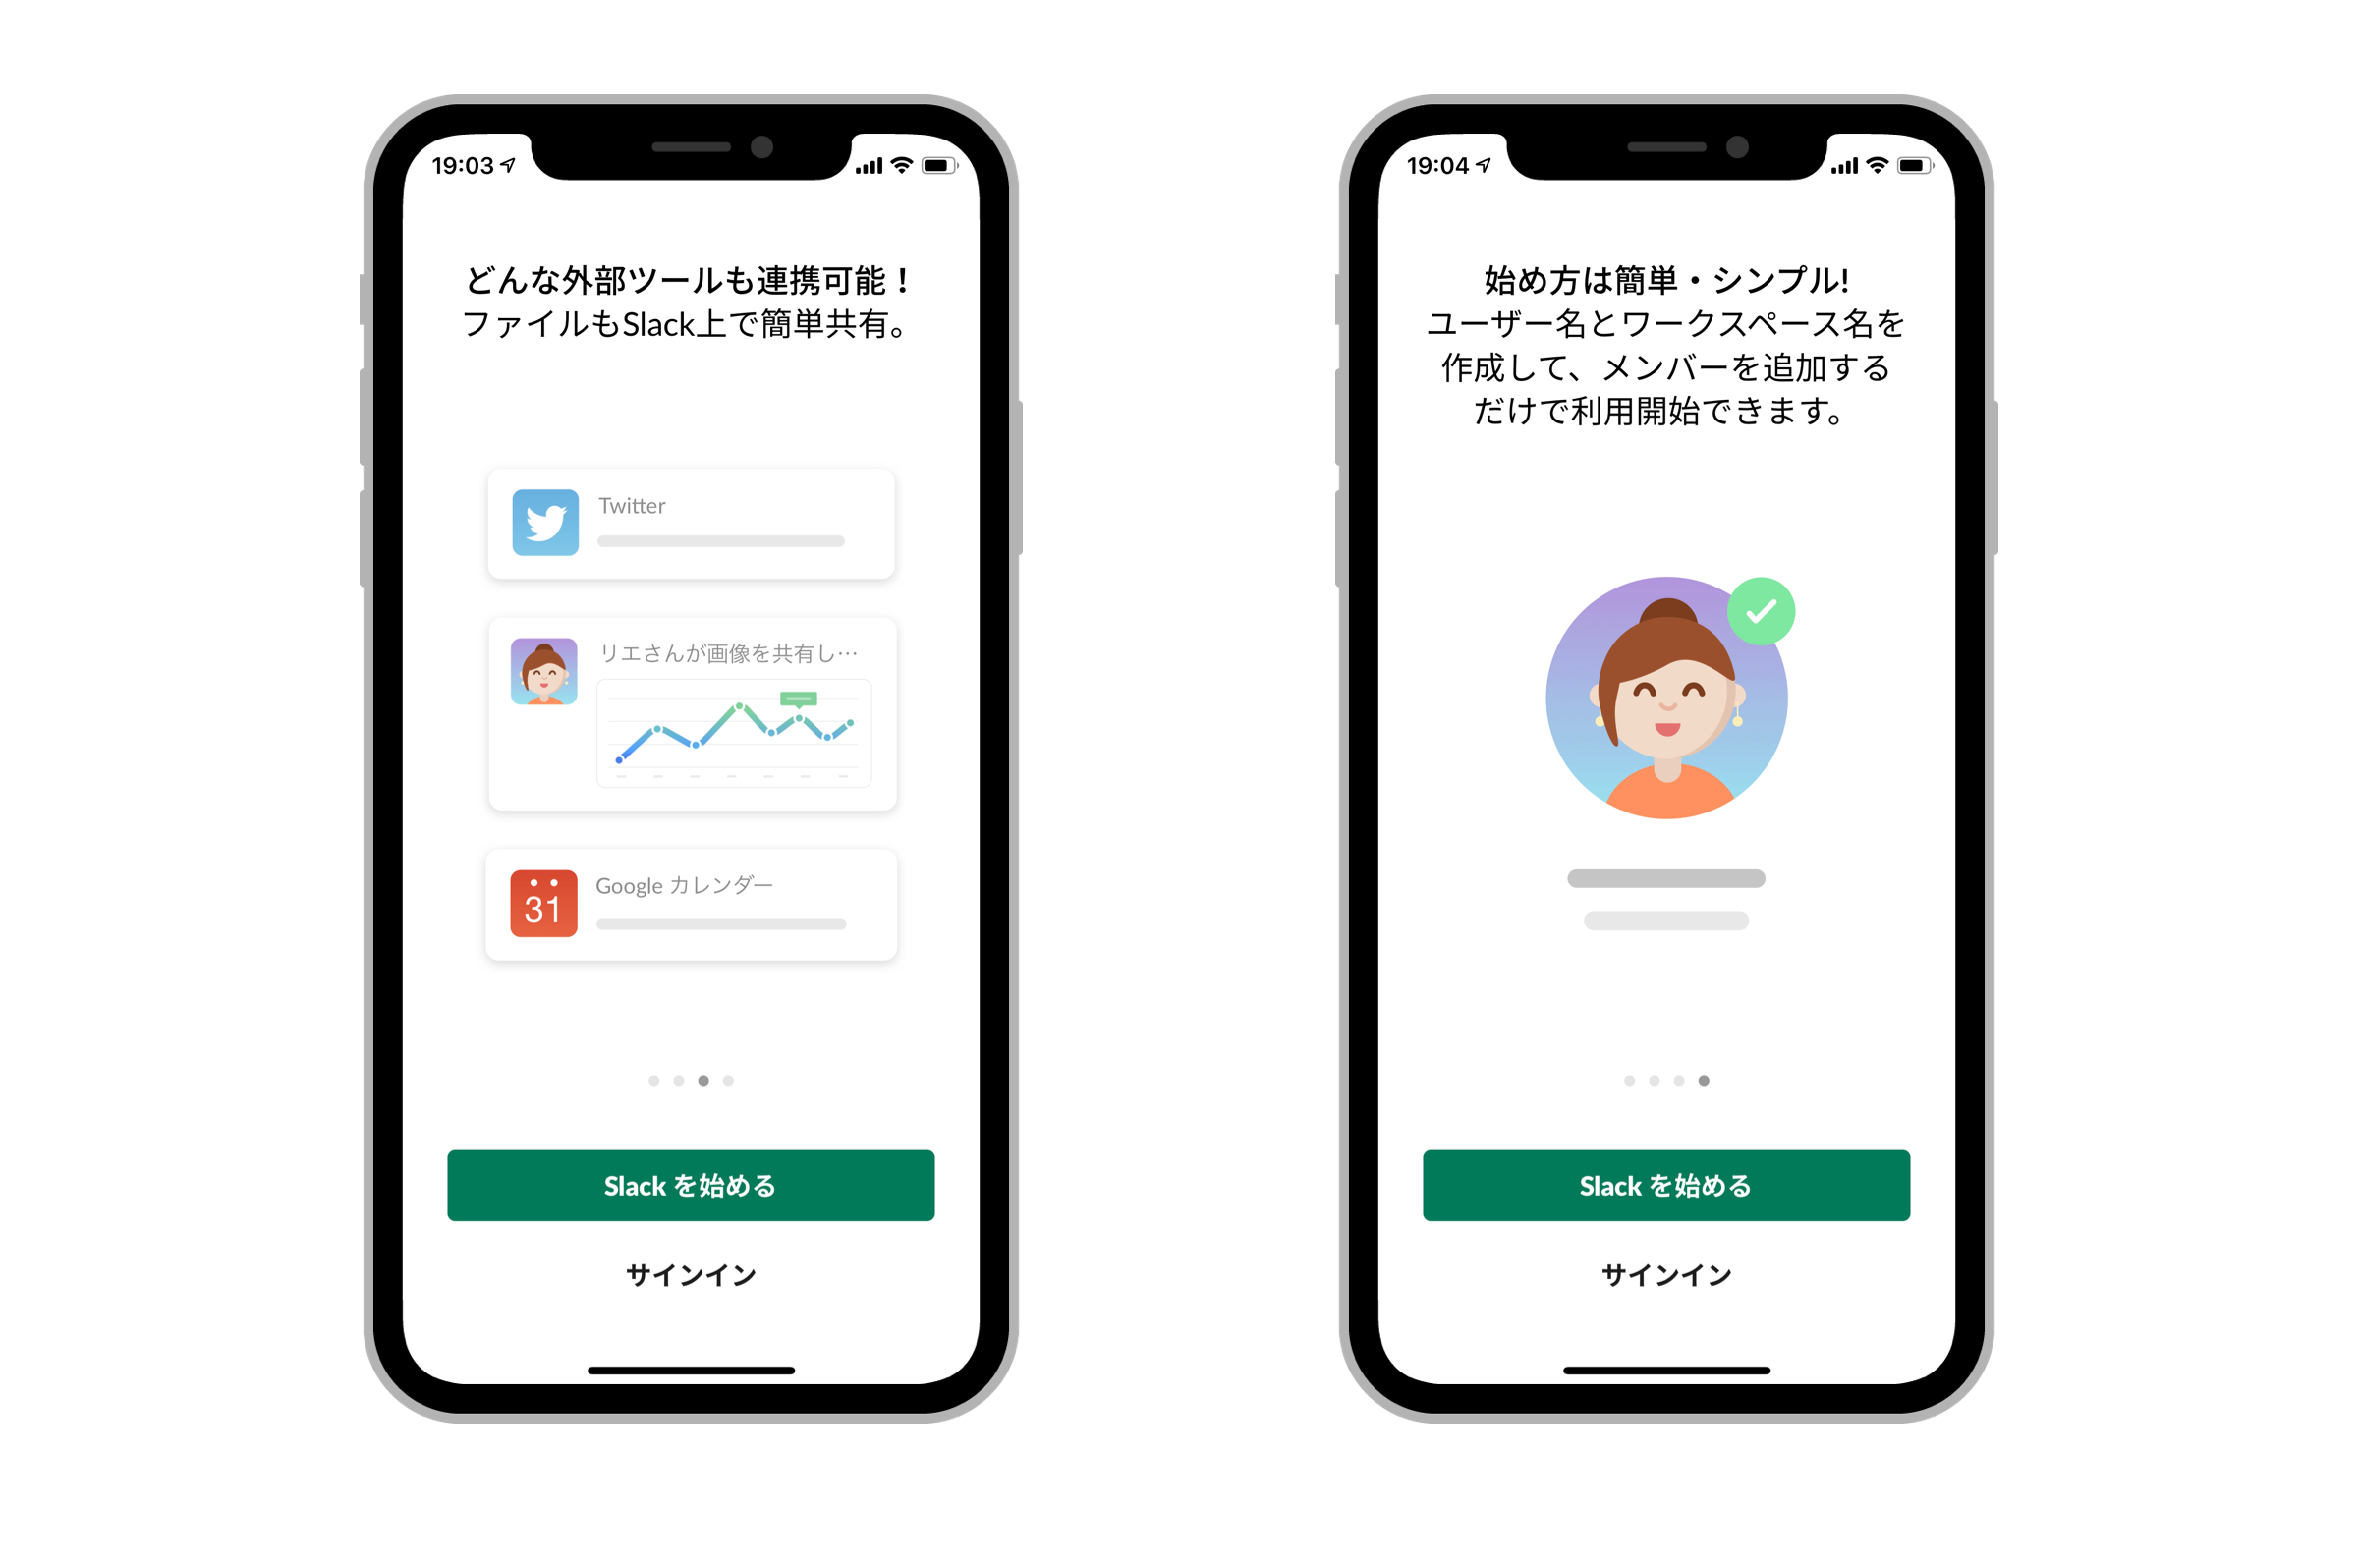 19:03
どんな外部ツールも連携可能！
ファイルもSlack上で簡単共有。
Twitter
リエさんが画像を共有し…
31
Google カレンダー
Slack を始める
サインイン
19:04
始め方は簡単・シンプル!
ユーザー名とワークスペース名を
作成して、メンバーを追加する
だけで利用開始できます。
Slack を始める
サインイン